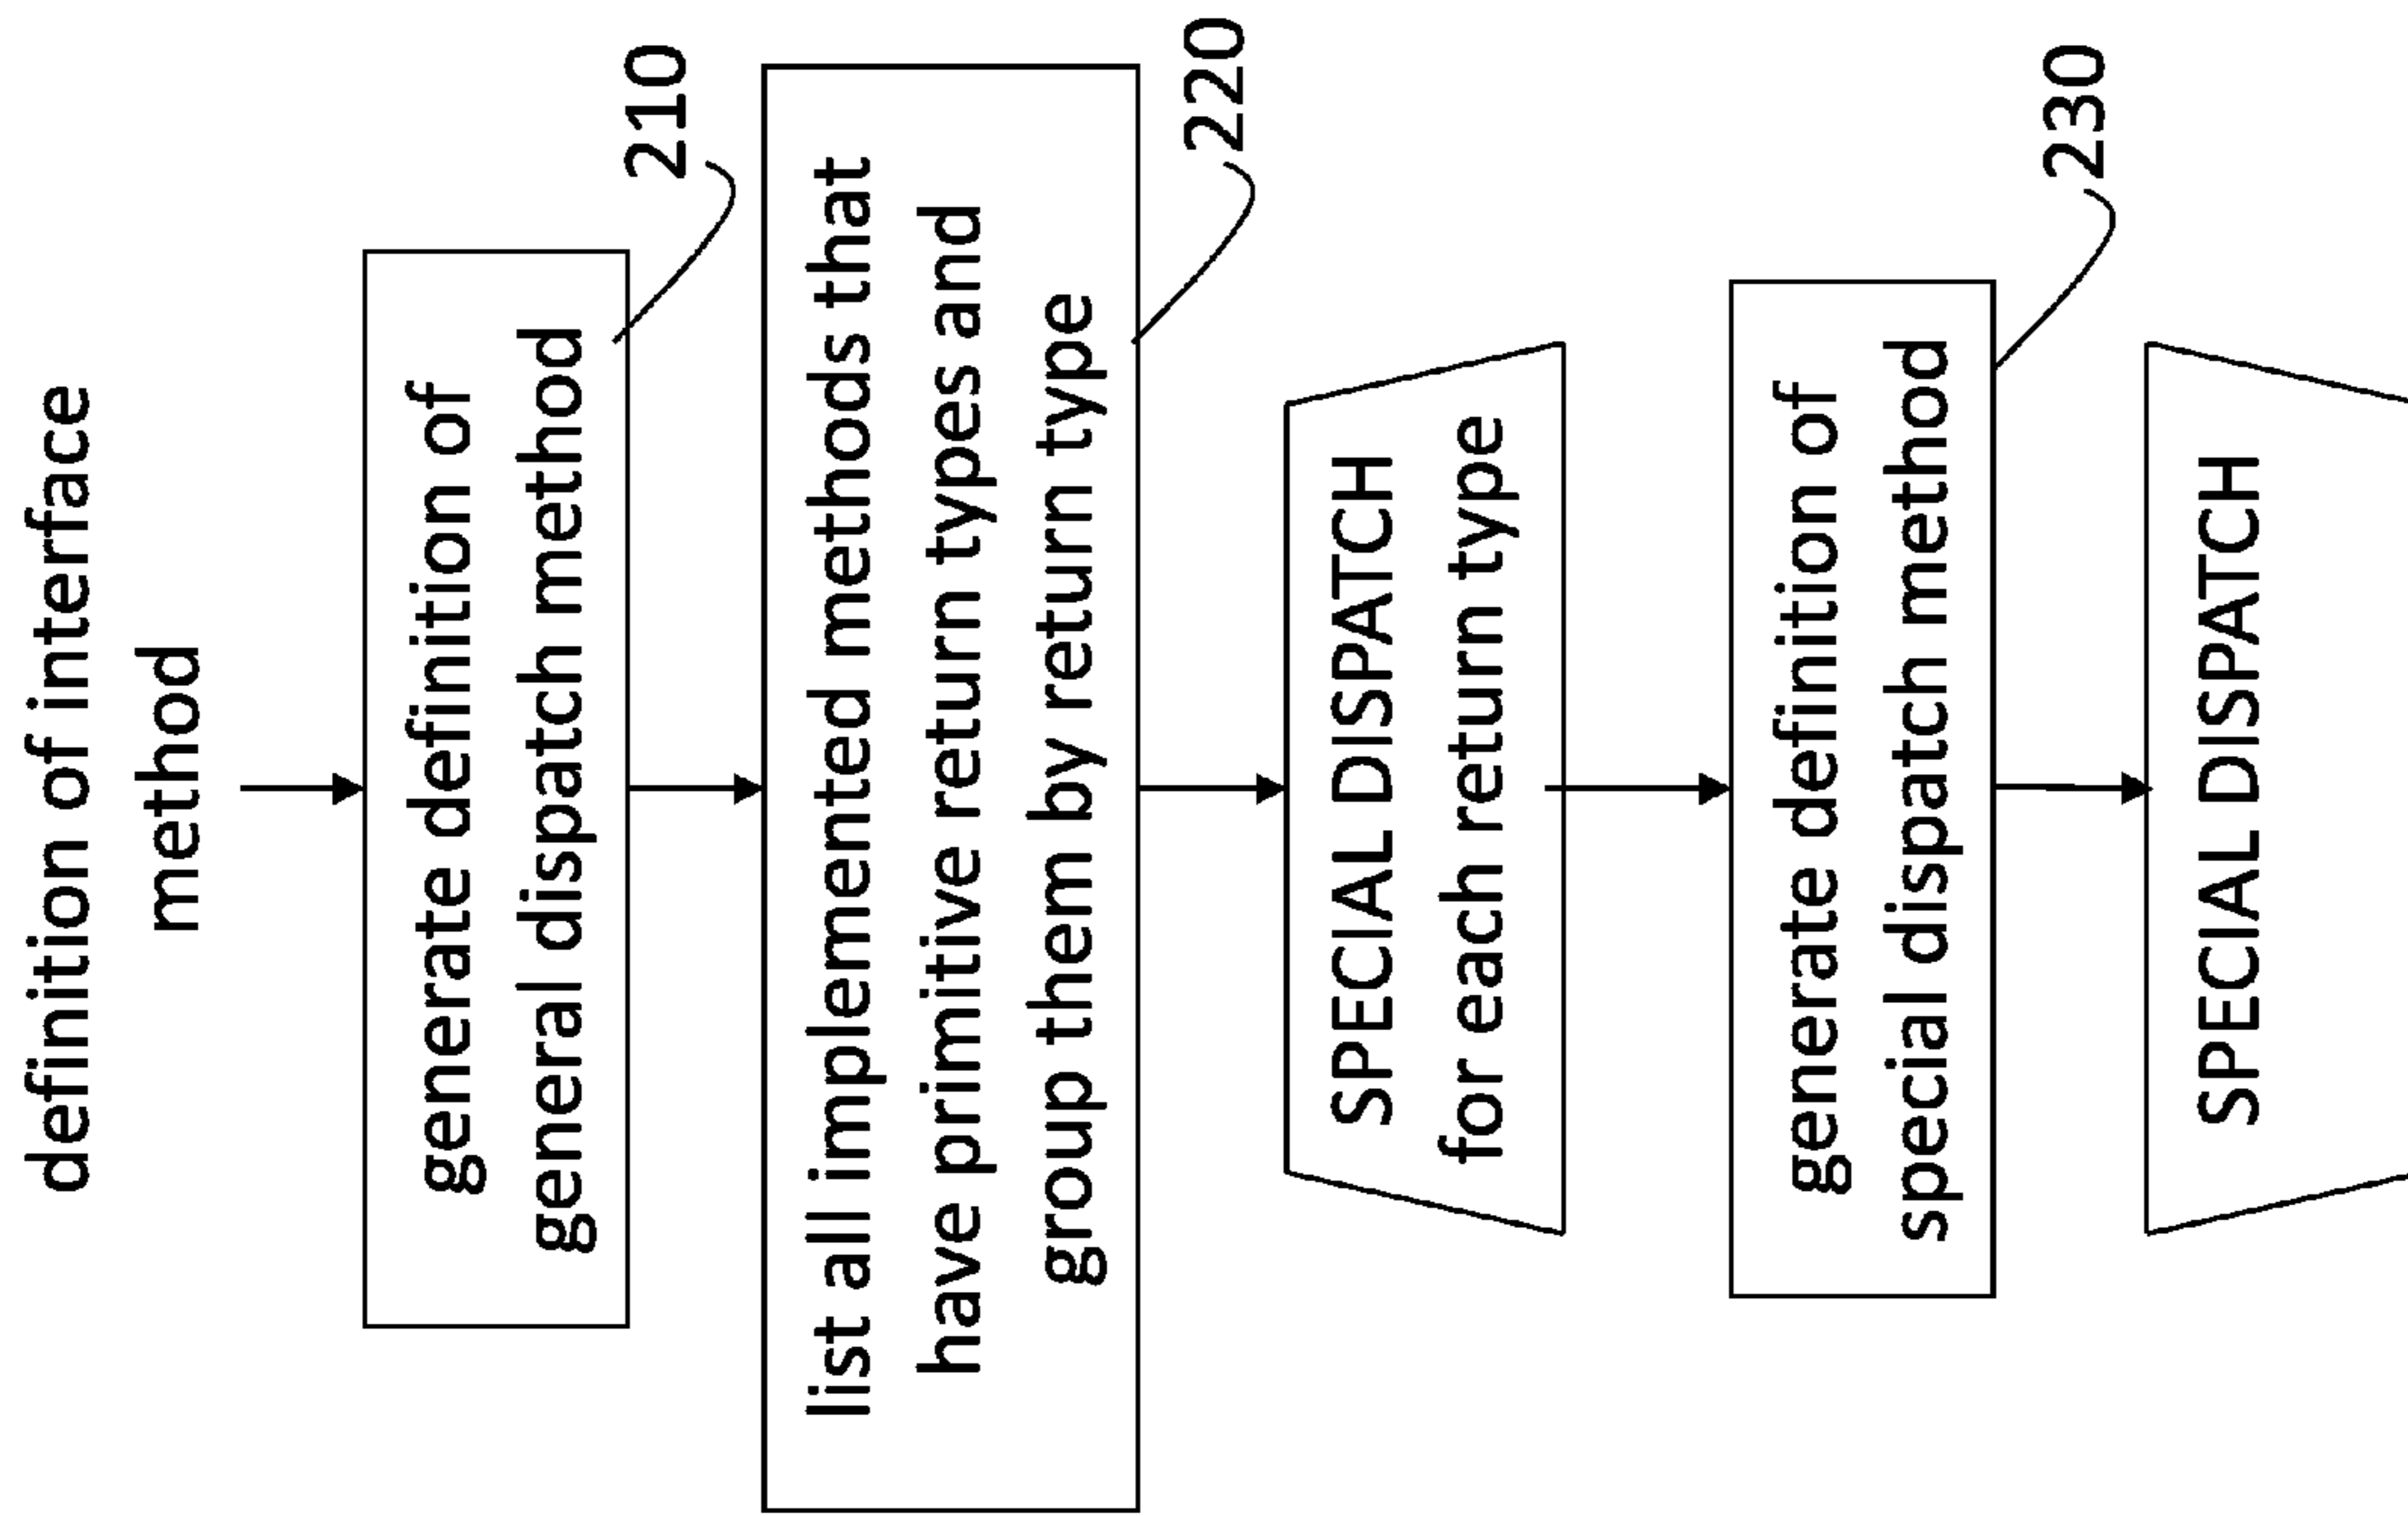 definition of interface
method
generate definition of
general dispatch method
210
list all implemented methods that
have primitive return types and
group them by return type
220
SPECIAL DISPATCH
for each return type
generate definition of
special dispatch method
230
SPECIAL DISPATCH